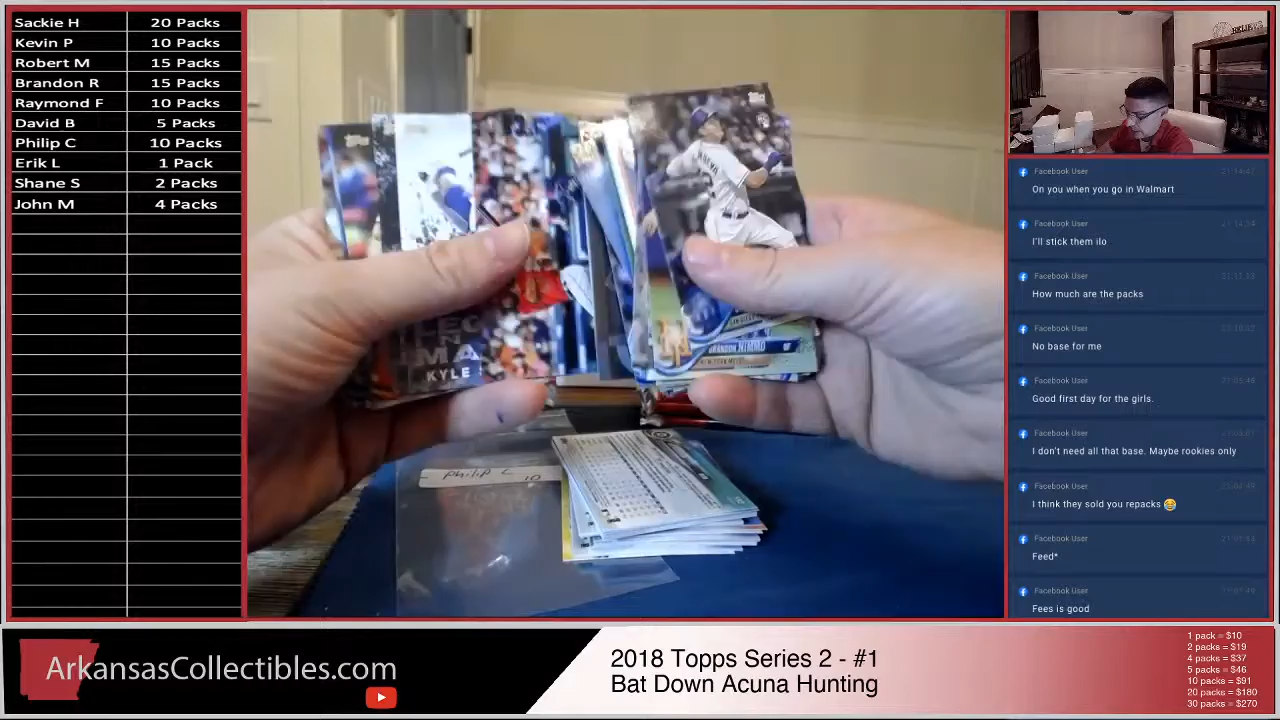 Sackie H 20 Packs
Kevin P 10 Packs
Robert M 15 Packs
Brandon R 15 Packs
Raymond F 10 Packs
David B 5 Packs
Philip C 10 Packs
Erik L 1 Pack
Shane S 2 Packs
John M 4 Packs
KYLE
BRANDON NIMMO
Philip C 10
Facebook User
On you when you go in Walmart
Facebook User
I'll stick them ilo
Facebook User
How much are the packs
Facebook User
No base for me
Facebook User
Good first day for the girls.
Facebook User
I don't need all that base. Maybe rookies only
Facebook User
I think they sold you repacks 😂
Facebook User
Feed*
Facebook User
Fees is good
ArkansasCollectibles.com
2018 Topps Series 2 - #1
Bat Down Acuna Hunting
1 pack = $10
2 packs = $19
4 packs = $37
5 packs = $46
10 packs = $91
20 packs = $180
30 packs = $270